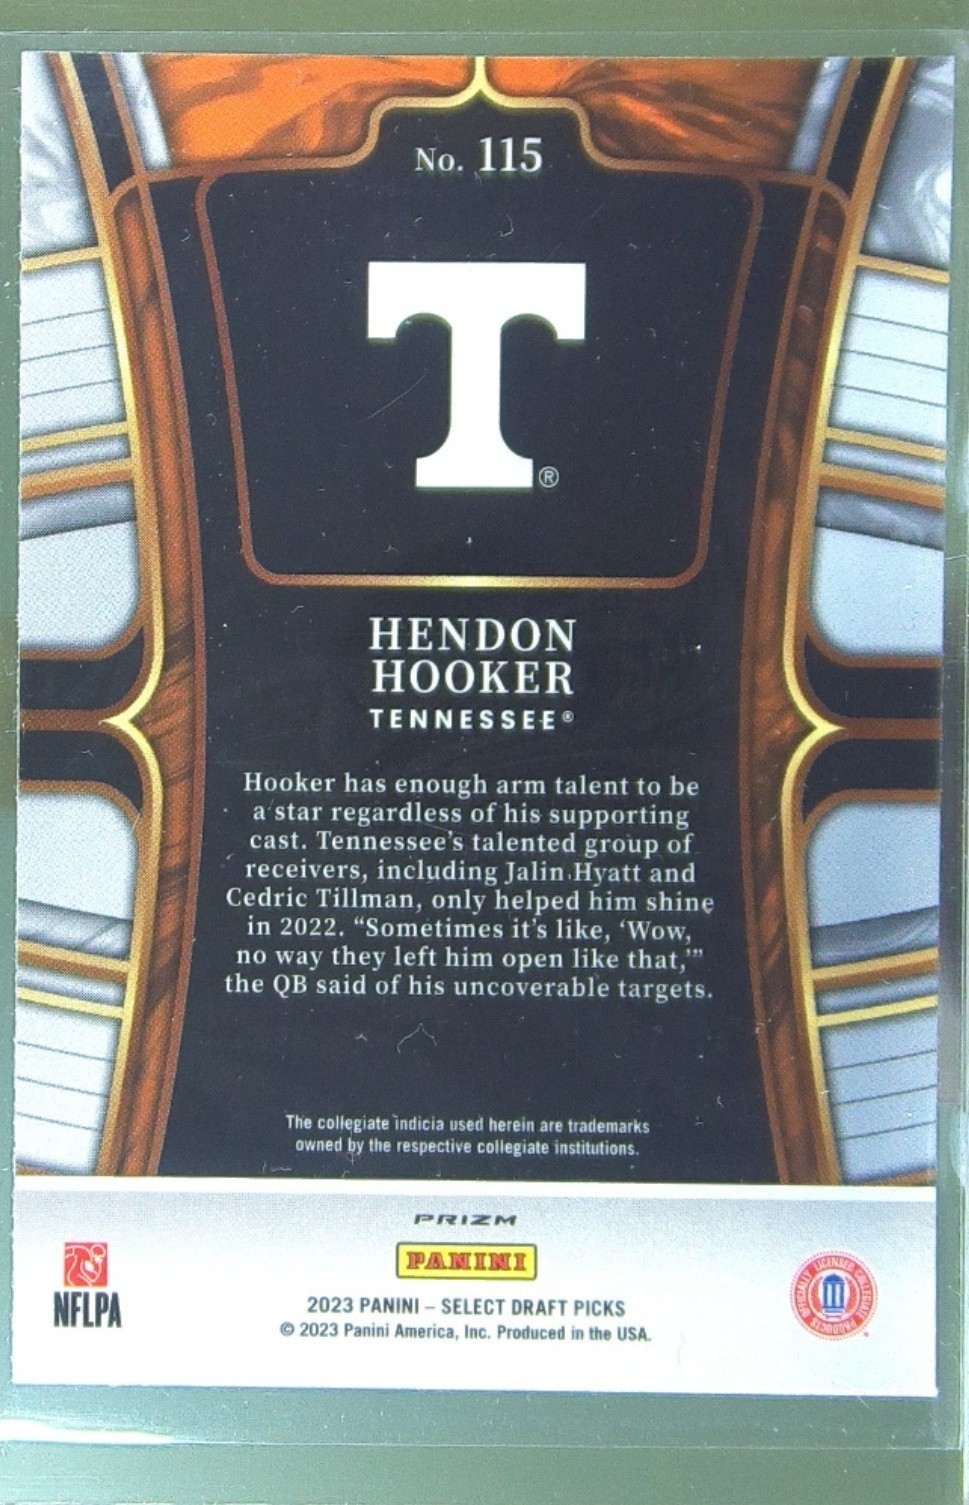 No. 115
T®
HENDON
HOOKER
TENNESSEE®
Hooker has enough arm talent to be
a star regardless of his supporting
cast. Tennessee's talented group of
receivers, including Jalin Hyatt and
Cedric Tillman, only helped him shine
in 2022. “Sometimes it's like, ‘Wow,
no way they left him open like that,’”
the QB said of his uncoverable targets.
The collegiate indicia used herein are trademarks
owned by the respective collegiate institutions.
PRIZM
PANINI
NFLPA
2023 PANINI – SELECT DRAFT PICKS
© 2023 Panini America, Inc. Produced in the USA.
OFFICIALLY LICENSED COLLEGIATE PRODUCTS